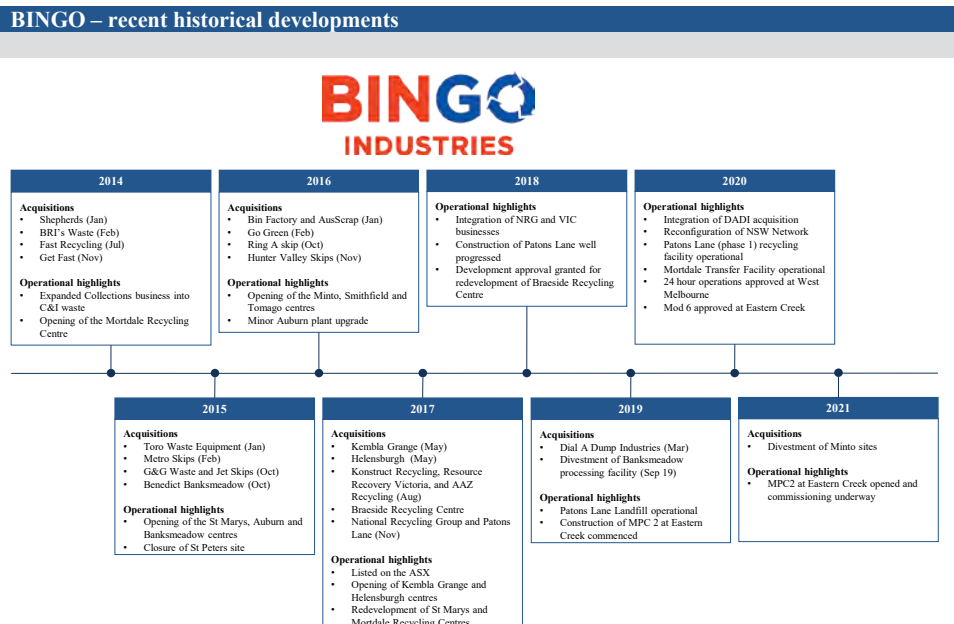 BINGO – recent historical developments
BINGO
INDUSTRIES
2014
Acquisitions
• Shepherds (Jan)
• BRI's Waste (Feb)
• Fast Recycling (Jul)
• Get Fast (Nov)
Operational highlights
• Expanded Collections business into
C&I waste
• Opening of the Mortdale Recycling
Centre
2016
Acquisitions
• Bin Factory and AusScrap (Jan)
• Go Green (Feb)
• Ring A skip (Oct)
• Hunter Valley Skips (Nov)
Operational highlights
• Opening of the Minto, Smithfield and
Tomago centres
• Minor Auburn plant upgrade
2018
Operational highlights
• Integration of NRG and VIC
businesses
• Construction of Patons Lane well
progressed
• Development approval granted for
redevelopment of Braeside Recycling
Centre
2020
Operational highlights
• Integration of DADI acquisition
• Reconfiguration of NSW Network
• Patons Lane (phase 1) recycling
facility operational
• Mortdale Transfer Facility operational
• 24 hour operations approved at West
Melbourne
• Mod 6 approved at Eastern Creek
2015
Acquisitions
• Toro Waste Equipment (Jan)
• Metro Skips (Feb)
• G&G Waste and Jet Skips (Oct)
• Benedict Banksmeadow (Oct)
Operational highlights
• Opening of the St Marys, Auburn and
Banksmeadow centres
• Closure of St Peters site
2017
Acquisitions
• Kembla Grange (May)
• Helensburgh (May)
• Konstruct Recycling, Resource
Recovery Victoria, and AAZ
Recycling (Aug)
• Braeside Recycling Centre
• National Recycling Group and Patons
Lane (Nov)
Operational highlights
• Listed on the ASX
• Opening of Kembla Grange and
Helensburgh centres
• Redevelopment of St Marys and
Mortdale Recycling Centres
2019
Acquisitions
• Dial A Dump Industries (Mar)
• Divestment of Banksmeadow
processing facility (Sep 19)
Operational highlights
• Patons Lane Landfill operational
• Construction of MPC 2 at Eastern
Creek commenced
2021
Acquisitions
• Divestment of Minto sites
Operational highlights
• MPC2 at Eastern Creek opened and
commissioning underway